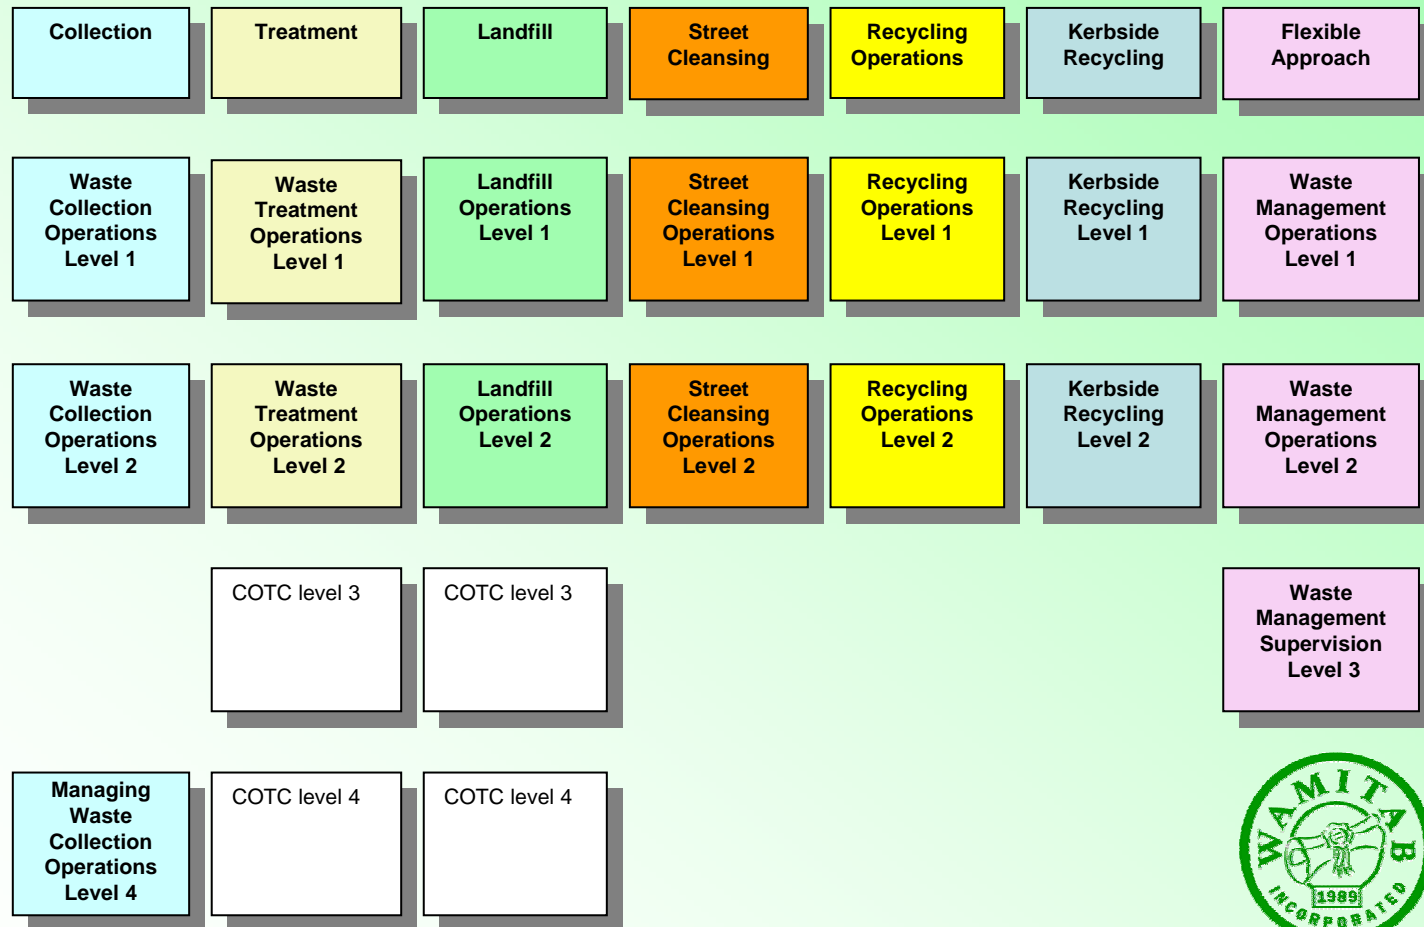 Collection
Treatment
Landfill
Street
Cleansing
Recycling
Operations
Kerbside
Recycling
Flexible
Approach
Waste
Collection
Operations
Level 1
Waste
Treatment
Operations
Level 1
Landfill
Operations
Level 1
Street
Cleansing
Operations
Level 1
Recycling
Operations
Level 1
Kerbside
Recycling
Level 1
Waste
Management
Operations
Level 1
Waste
Collection
Operations
Level 2
Waste
Treatment
Operations
Level 2
Landfill
Operations
Level 2
Street
Cleansing
Operations
Level 2
Recycling
Operations
Level 2
Kerbside
Recycling
Level 2
Waste
Management
Operations
Level 2
COTC level 3
COTC level 3
Waste
Management
Supervision
Level 3
Managing
Waste
Collection
Operations
Level 4
COTC level 4
COTC level 4
WAMITAB
1989
INCORPORATED